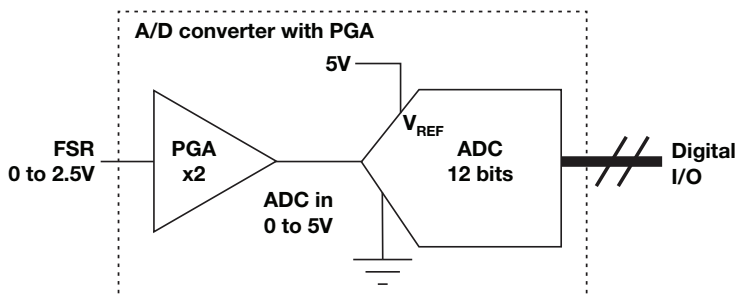 A/D converter with PGA
5V
VREF
FSR
0 to 2.5V
PGA
x2
ADC in
0 to 5V
ADC
12 bits
Digital
I/O